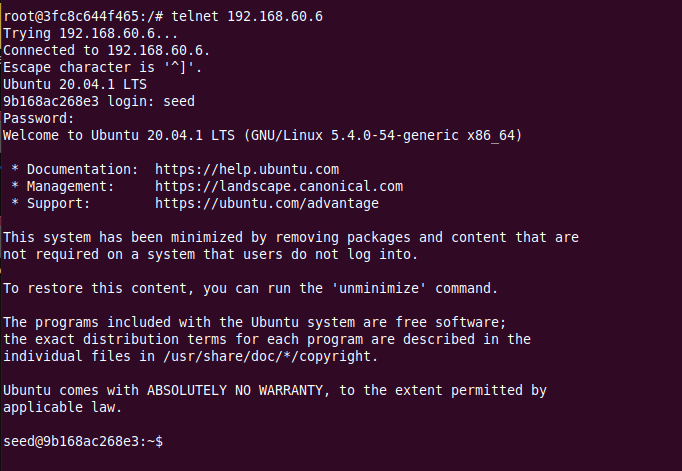 root@3fc8c644f465:/# telnet 192.168.60.6
Trying 192.168.60.6...
Connected to 192.168.60.6.
Escape character is '^]'.
Ubuntu 20.04.1 LTS
9b168ac268e3 login: seed
Password:
Welcome to Ubuntu 20.04.1 LTS (GNU/Linux 5.4.0-54-generic x86_64)

 * Documentation:  https://help.ubuntu.com
 * Management:     https://landscape.canonical.com
 * Support:        https://ubuntu.com/advantage

This system has been minimized by removing packages and content that are
not required on a system that users do not log into.

To restore this content, you can run the 'unminimize' command.

The programs included with the Ubuntu system are free software;
the exact distribution terms for each program are described in the
individual files in /usr/share/doc/*/copyright.

Ubuntu comes with ABSOLUTELY NO WARRANTY, to the extent permitted by
applicable law.

seed@9b168ac268e3:~$